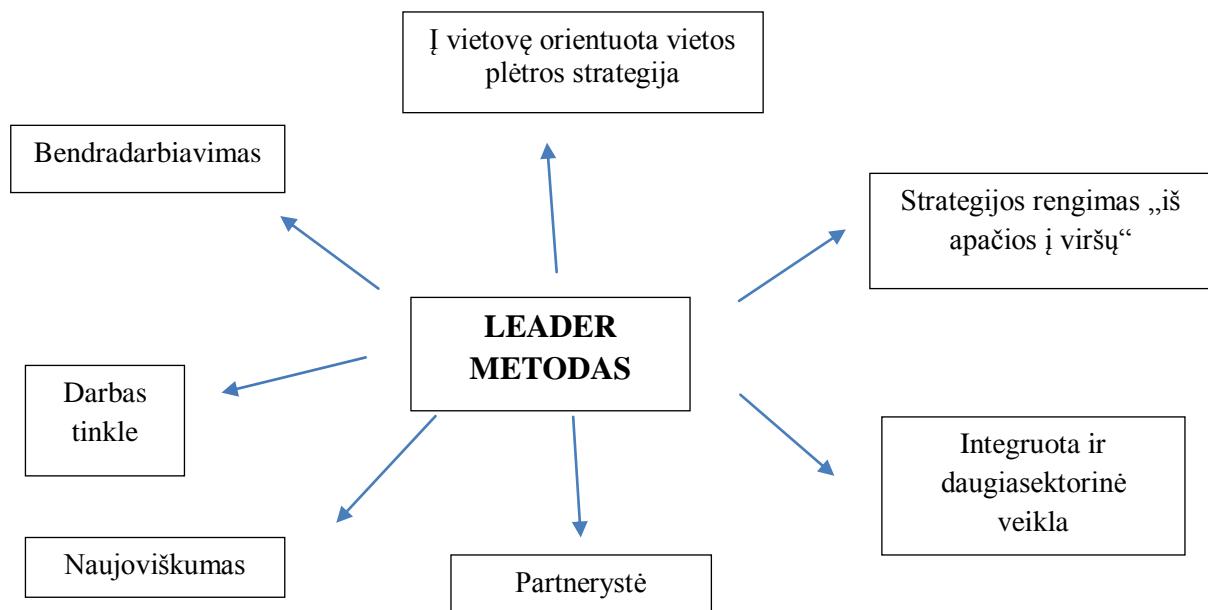 Į vietovę orientuota vietos
plėtros strategija
Bendradarbiavimas
Strategijos rengimas „iš
apačios į viršų“
LEADER
METODAS
Darbas
tinkle
Integruota ir
daugiasektorinė
veikla
Naujoviškumas
Partnerystė